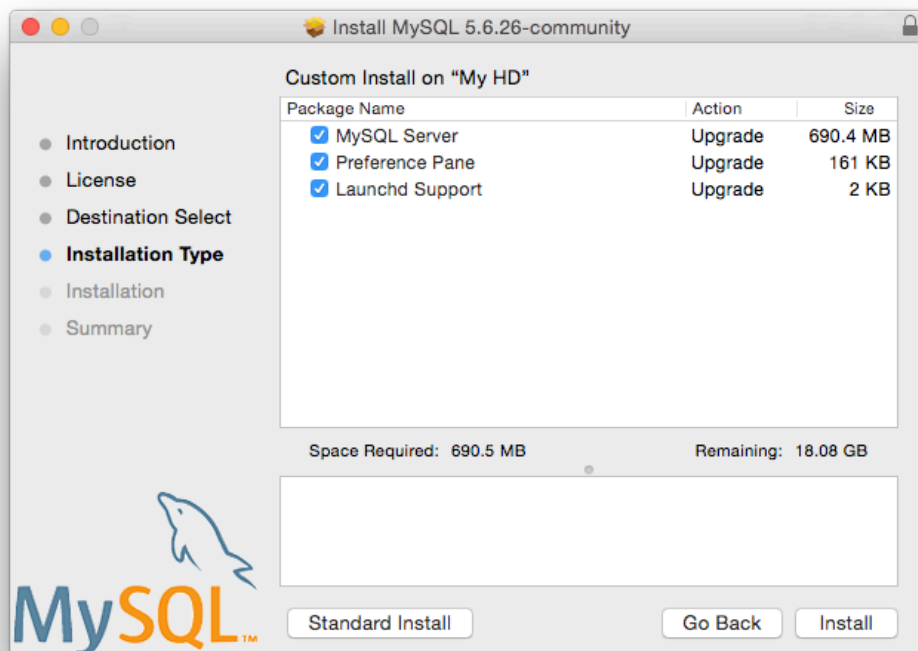 Install MySQL 5.6.26-community
Custom Install on “My HD”
Package Name Action Size
MySQL Server Upgrade 690.4 MB
Preference Pane Upgrade 161 KB
Launchd Support Upgrade 2 KB
Introduction
License
Destination Select
Installation Type
Installation
Summary
Space Required: 690.5 MB Remaining: 18.08 GB
MySQL™
Standard Install Go Back Install